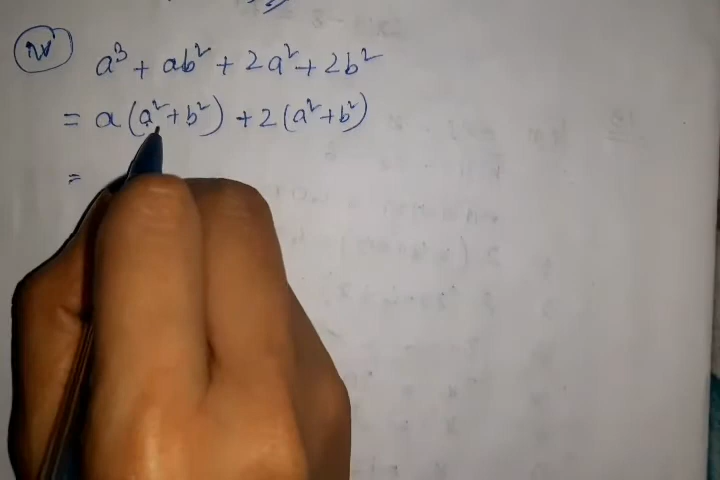 iv a³ + ab² + 2a² + 2b²
= a (a² + b²) + 2 (a² + b²)
=